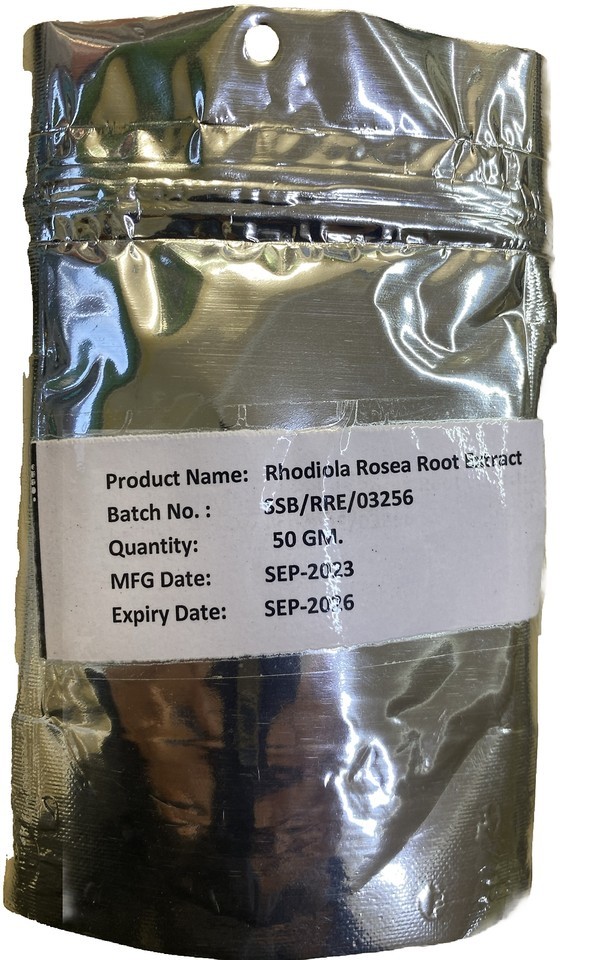 Product Name: Rhodiola Rosea Root Extract
Batch No. : SSB/RRE/03256
Quantity: 50 GM.
MFG Date: SEP-2023
Expiry Date: SEP-2026